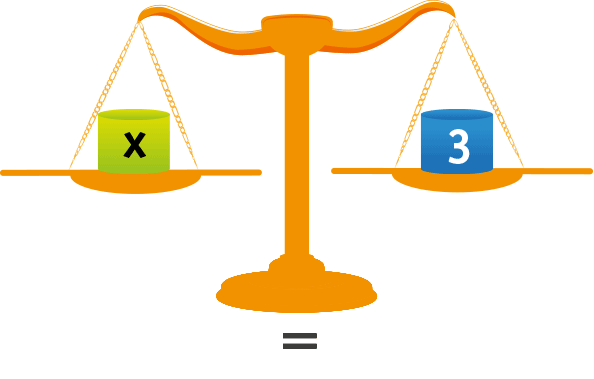 x 3
=